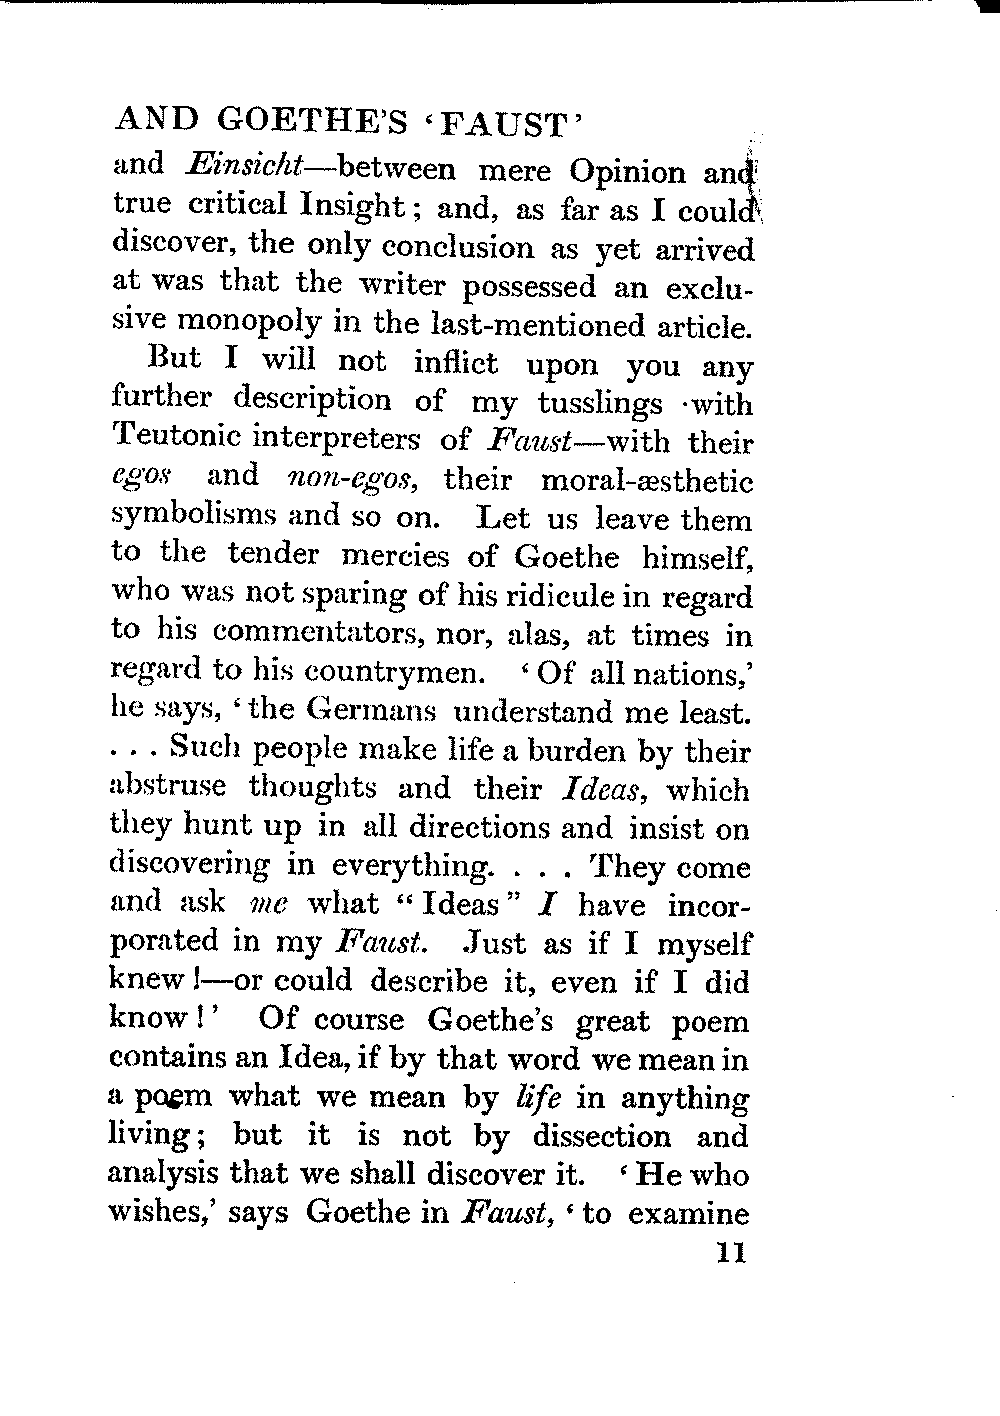 AND GOETHE'S ‘FAUST’
and Einsicht—between mere Opinion and
true critical Insight; and, as far as I could
discover, the only conclusion as yet arrived
at was that the writer possessed an exclu-
sive monopoly in the last-mentioned article.
But I will not inflict upon you any
further description of my tusslings with
Teutonic interpreters of Faust—with their
egos and non-egos, their moral-æsthetic
symbolisms and so on. Let us leave them
to the tender mercies of Goethe himself,
who was not sparing of his ridicule in regard
to his commentators, nor, alas, at times in
regard to his countrymen. ‘Of all nations,’
he says, ‘the Germans understand me least.
. . . Such people make life a burden by their
abstruse thoughts and their Ideas, which
they hunt up in all directions and insist on
discovering in everything. . . . They come
and ask me what “Ideas” I have incor-
porated in my Faust. Just as if I myself
knew!—or could describe it, even if I did
know!’ Of course Goethe's great poem
contains an Idea, if by that word we mean in
a poem what we mean by life in anything
living; but it is not by dissection and
analysis that we shall discover it. ‘He who
wishes,’ says Goethe in Faust, ‘to examine
11